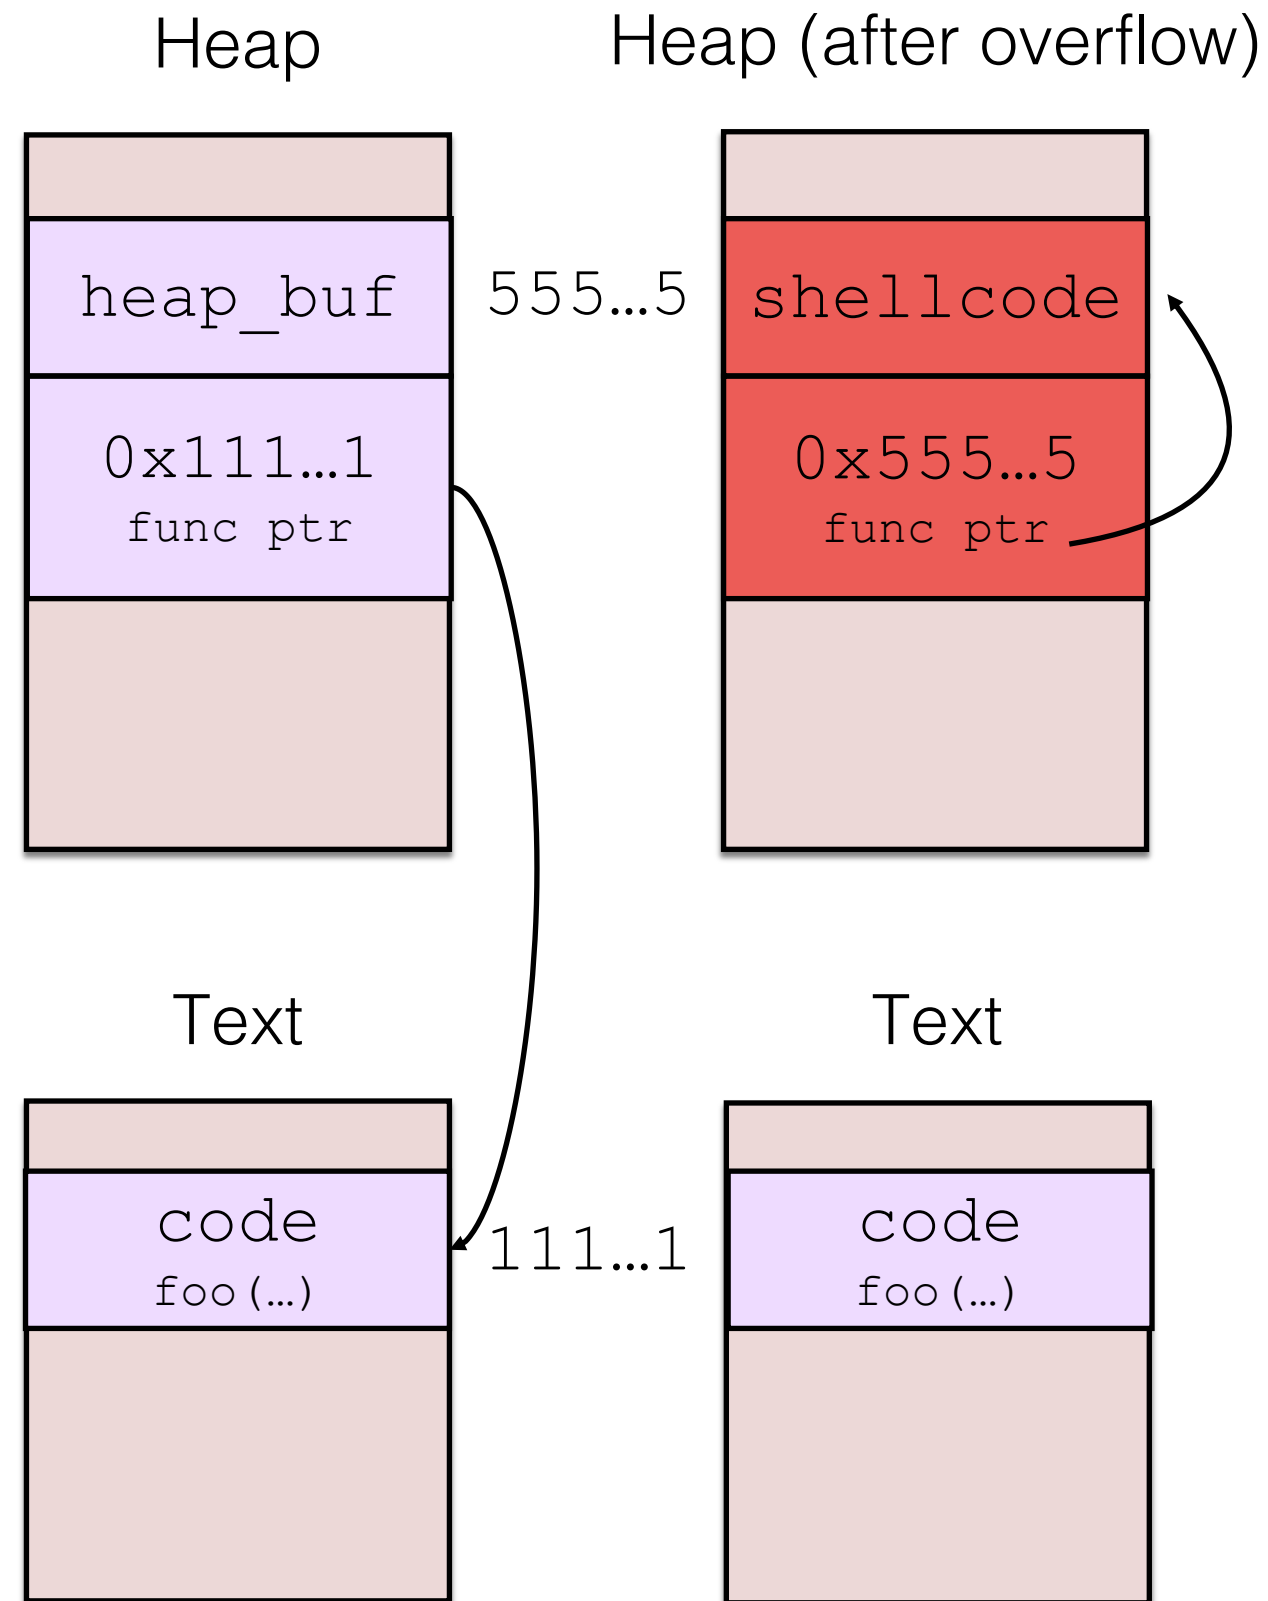 Heap
Heap (after overflow)
heap_buf
555…5
shellcode
0x111…1
func ptr
0x555…5
func ptr
Text
Text
code
foo(…)
111…1
code
foo(…)